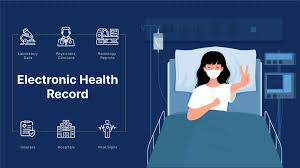 Laboratory
Data
Physicians,
Clinicians
Radiology
Reports
Electronic Health
Record
Insurers
Hospitals
Vital Signs